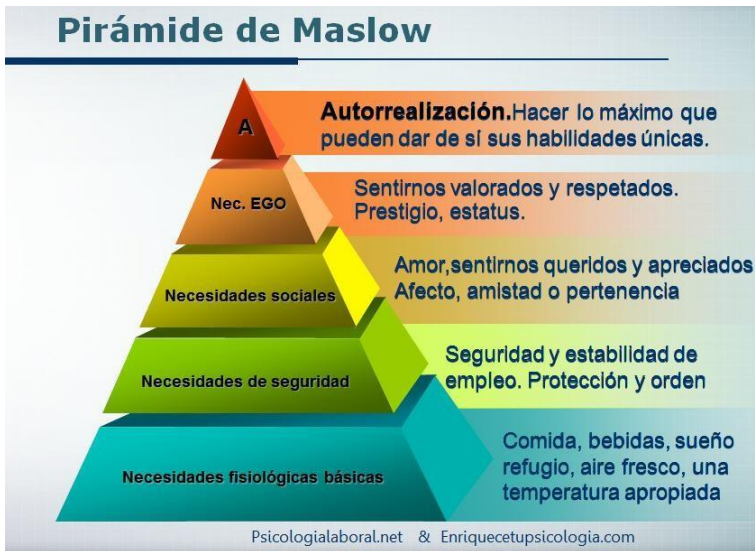 Pirámide de Maslow
A
Autorrealización.Hacer lo máximo que
pueden dar de sí sus habilidades únicas.
Nec. EGO
Sentirnos valorados y respetados.
Prestigio, estatus.
Necesidades sociales
Amor,sentirnos queridos y apreciados
Afecto, amistad o pertenencia
Necesidades de seguridad
Seguridad y estabilidad de
empleo. Protección y orden
Necesidades fisiológicas básicas
Comida, bebidas, sueño
refugio, aire fresco, una
temperatura apropiada
Psicologialaboral.net & Enriquecetupsicologia.com